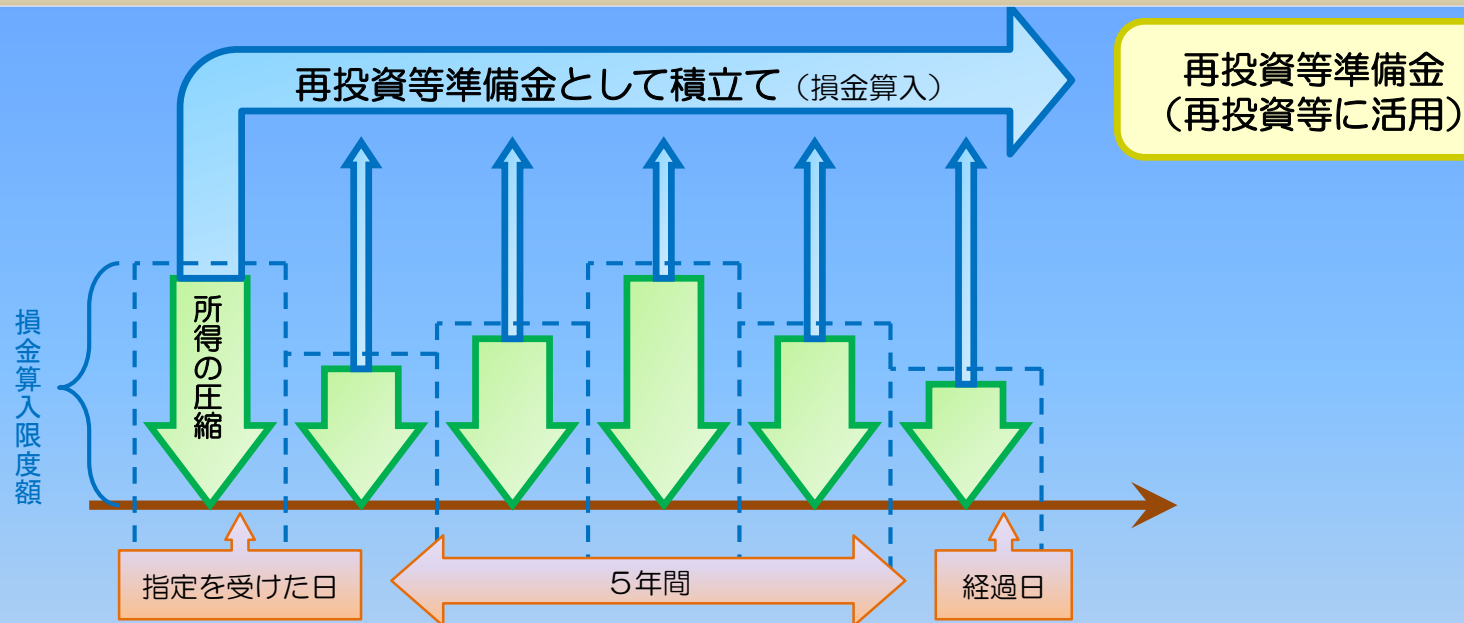 再投資等準備金として積立て（損金算入）
再投資等準備金
（再投資等に活用）
損金算入限度額
所得の圧縮
指定を受けた日
５年間
経過日